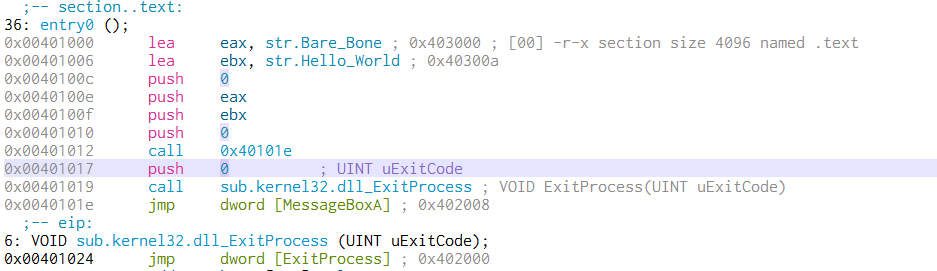 ;-- section..text:
36: entry0 ();
0x00401000 lea eax, str.Bare_Bone ; 0x403000 ; [00] -r-x section size 4096 named .text
0x00401006 lea ebx, str.Hello_World ; 0x40300a
0x0040100c push 0
0x0040100e push eax
0x0040100f push ebx
0x00401010 push 0
0x00401012 call 0x40101e
0x00401017 push 0 ; UINT uExitCode
0x00401019 call sub.kernel32.dll_ExitProcess ; VOID ExitProcess(UINT uExitCode)
0x0040101e jmp dword [MessageBoxA] ; 0x402008
;-- eip:
6: VOID sub.kernel32.dll_ExitProcess (UINT uExitCode);
0x00401024 jmp dword [ExitProcess] ; 0x402000